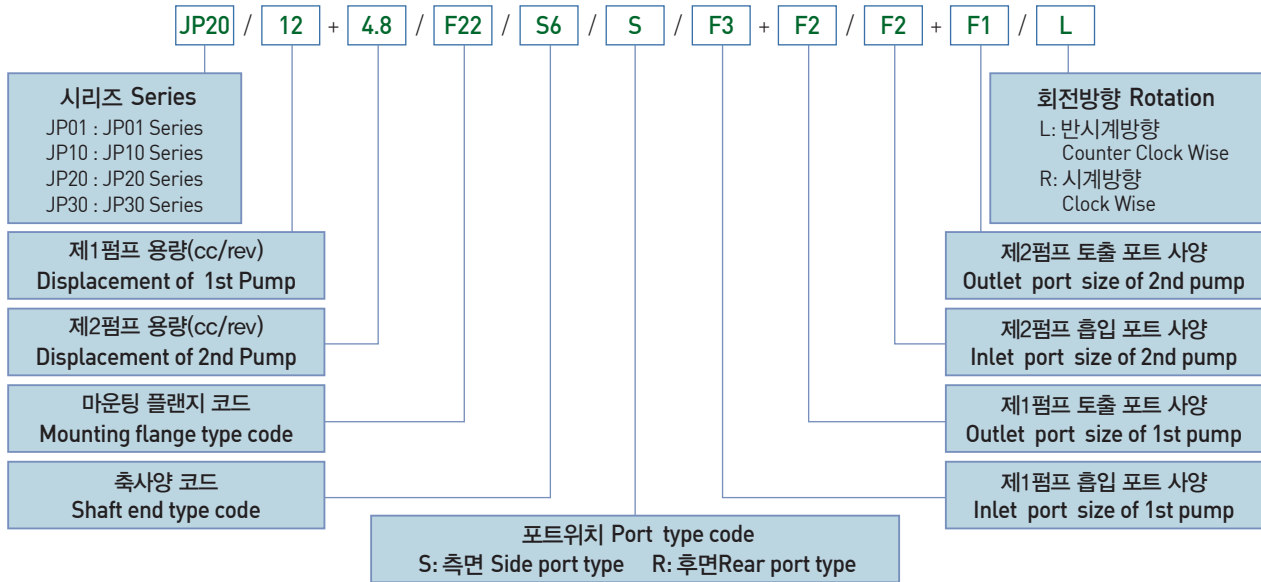 JP20 / 12 + 4.8 / F22 / S6 / S / F3 + F2 / F2 + F1 / L
시리즈 Series
JP01 : JP01 Series
JP10 : JP10 Series
JP20 : JP20 Series
JP30 : JP30 Series
회전방향 Rotation
L: 반시계방향
Counter Clock Wise
R: 시계방향
Clock Wise
제1펌프 용량(cc/rev)
Displacement of 1st Pump
제2펌프 토출 포트 사양
Outlet port size of 2nd pump
제2펌프 용량(cc/rev)
Displacement of 2nd Pump
제2펌프 흡입 포트 사양
Inlet port size of 2nd pump
마운팅 플랜지 코드
Mounting flange type code
제1펌프 토출 포트 사양
Outlet port size of 1st pump
축사양 코드
Shaft end type code
제1펌프 흡입 포트 사양
Inlet port size of 1st pump
포트위치 Port type code
S: 측면 Side port type R: 후면Rear port type